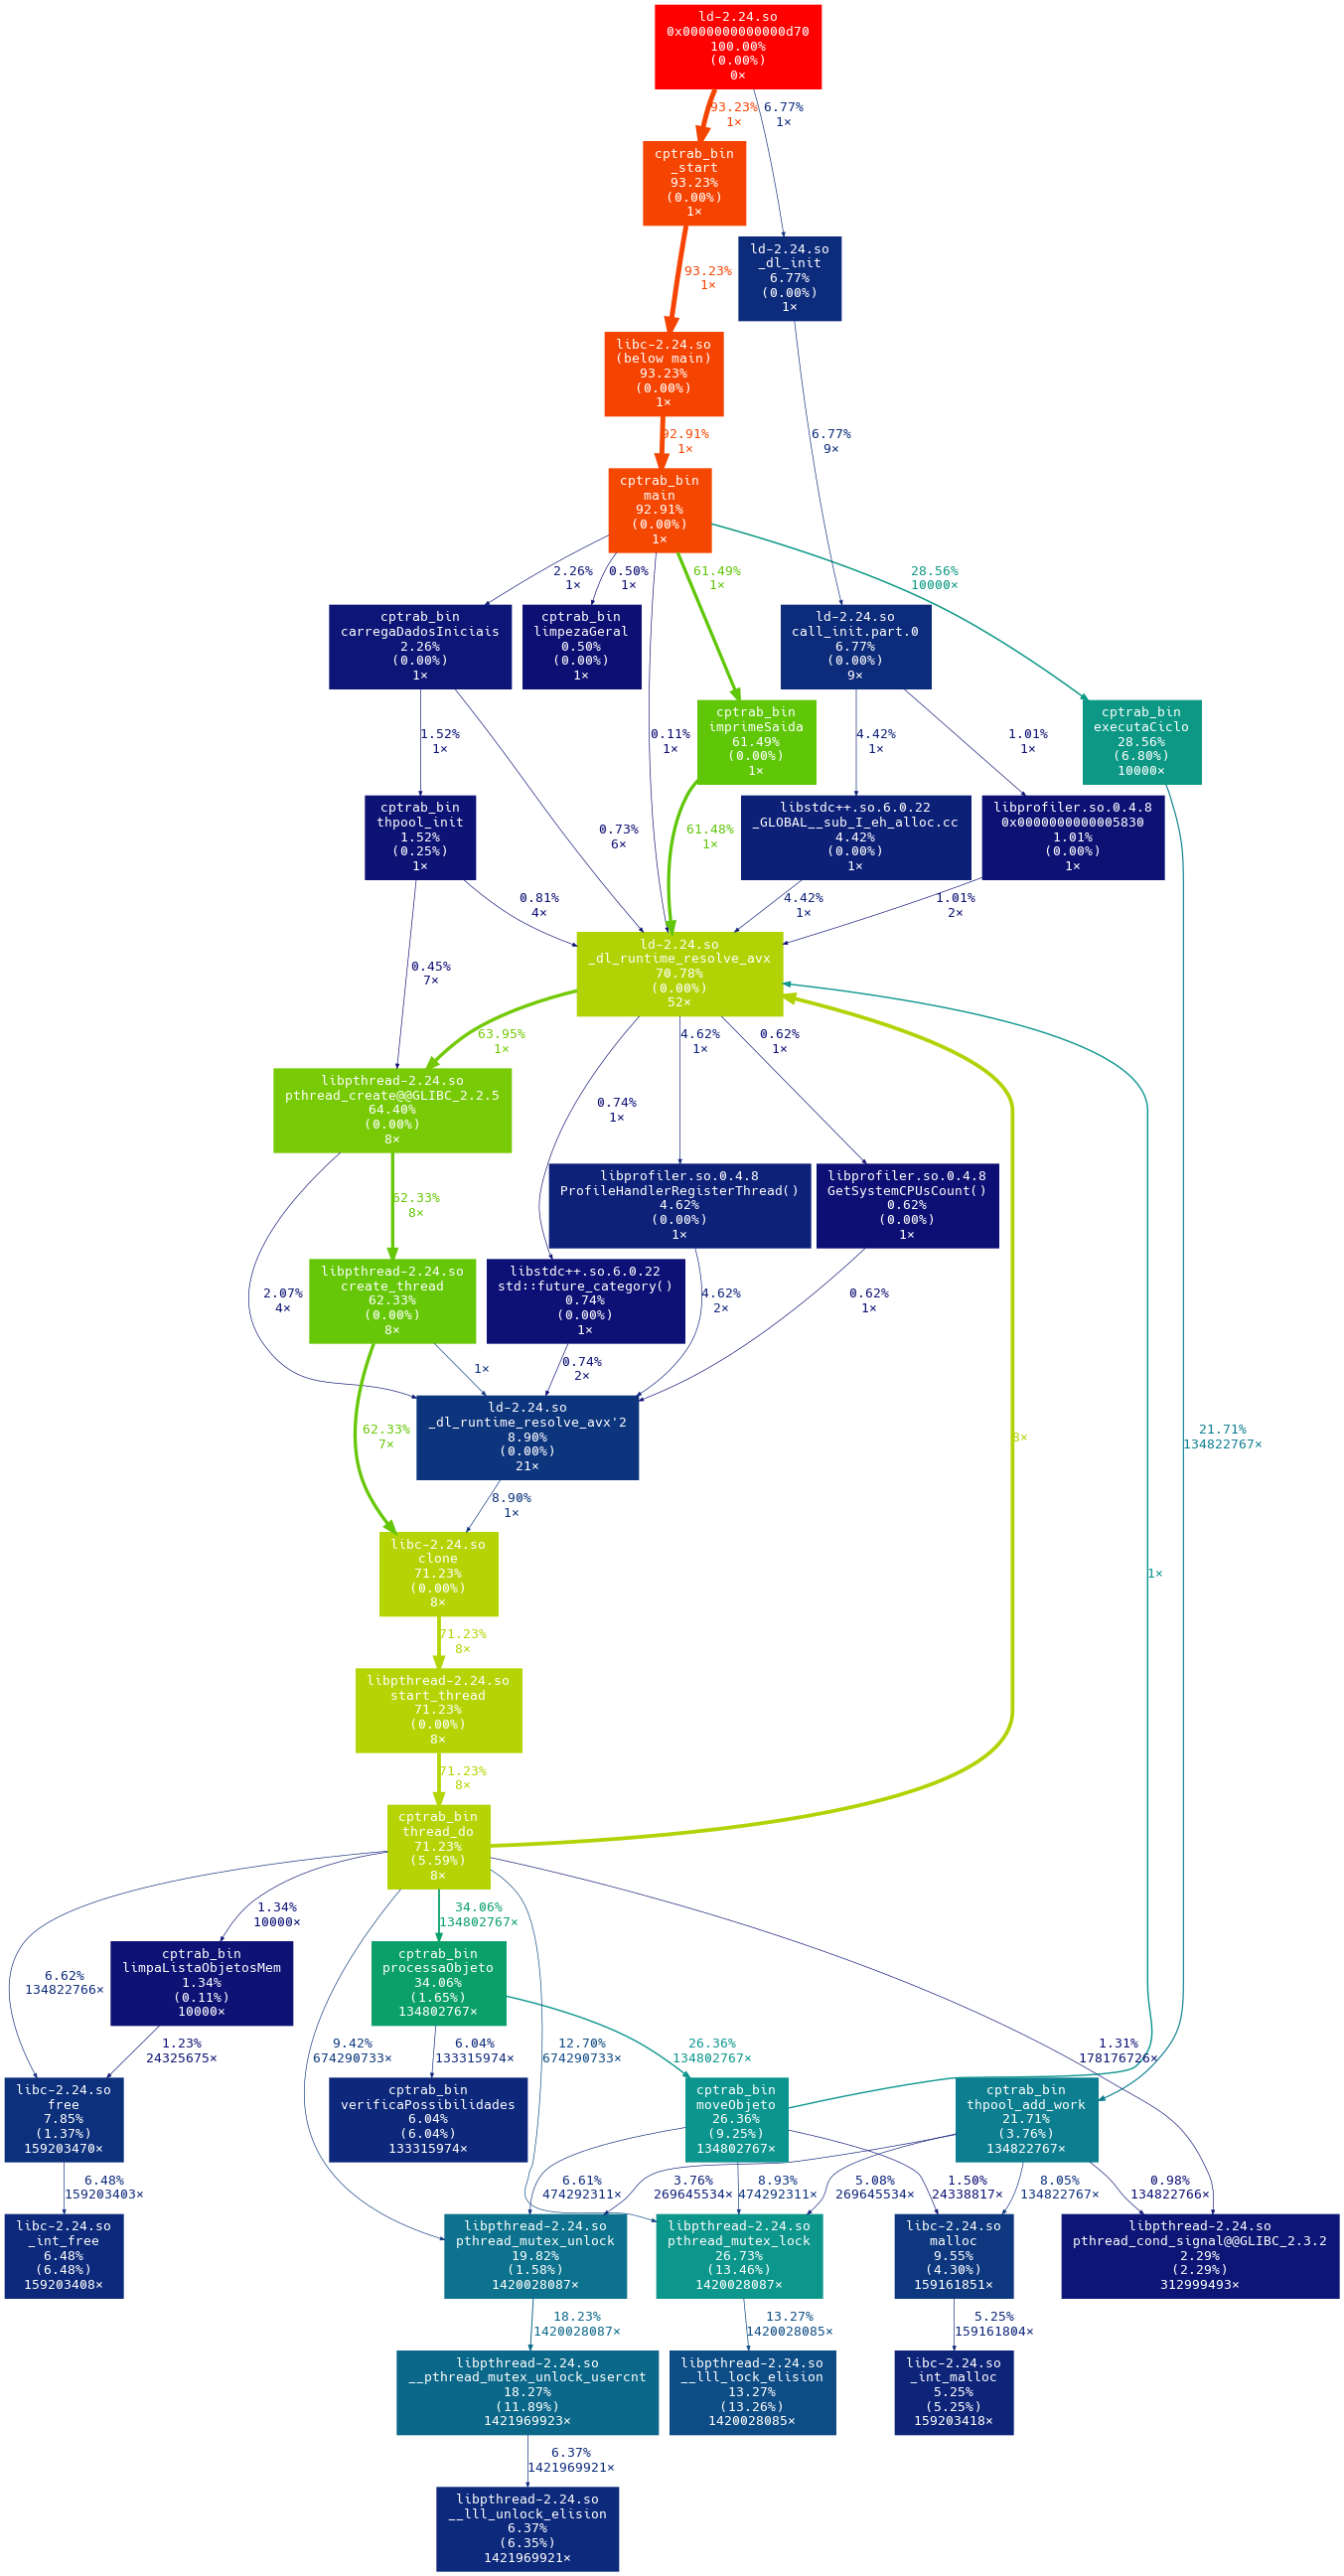 ld-2.24.so
0x0000000000000d70
100.00%
(0.00%)
0×
93.23%
1×
6.77%
1×
cptrab_bin
_start
93.23%
(0.00%)
1×
93.23%
1×
ld-2.24.so
_dl_init
6.77%
(0.00%)
1×
libc-2.24.so
(below main)
93.23%
(0.00%)
1×
92.91%
1×
6.77%
9×
cptrab_bin
main
92.91%
(0.00%)
1×
2.26%
1×
0.50%
1×
61.49%
1×
28.56%
10000×
cptrab_bin
carregaDadosIniciais
2.26%
(0.00%)
1×
cptrab_bin
limpezaGeral
0.50%
(0.00%)
1×
ld-2.24.so
call_init.part.0
6.77%
(0.00%)
9×
1.52%
1×
0.11%
1×
cptrab_bin
imprimeSaida
61.49%
(0.00%)
1×
4.42%
1×
1.01%
1×
cptrab_bin
executaCiclo
28.56%
(6.80%)
10000×
cptrab_bin
thpool_init
1.52%
(0.25%)
1×
0.73%
6×
61.48%
1×
libstdc++.so.6.0.22
_GLOBAL__sub_I_eh_alloc.cc
4.42%
(0.00%)
1×
libprofiler.so.0.4.8
0x0000000000005830
1.01%
(0.00%)
1×
0.81%
4×
4.42%
1×
1.01%
2×
0.45%
7×
ld-2.24.so
_dl_runtime_resolve_avx
70.78%
(0.00%)
52×
63.95%
1×
4.62%
1×
0.62%
1×
libpthread-2.24.so
pthread_create@@GLIBC_2.2.5
64.40%
(0.00%)
8×
0.74%
1×
62.33%
8×
libprofiler.so.0.4.8
ProfileHandlerRegisterThread()
4.62%
(0.00%)
1×
libprofiler.so.0.4.8
GetSystemCPUsCount()
0.62%
(0.00%)
1×
2.07%
4×
libpthread-2.24.so
create_thread
62.33%
(0.00%)
8×
libstdc++.so.6.0.22
std::future_category()
0.74%
(0.00%)
1×
4.62%
2×
0.62%
1×
1×
0.74%
2×
62.33%
7×
ld-2.24.so
_dl_runtime_resolve_avx'2
8.90%
(0.00%)
21×
8×
21.71%
134822767×
8.90%
1×
libc-2.24.so
clone
71.23%
(0.00%)
8×
1×
71.23%
8×
libpthread-2.24.so
start_thread
71.23%
(0.00%)
8×
71.23%
8×
cptrab_bin
thread_do
71.23%
(5.59%)
8×
6.62%
134822766×
1.34%
10000×
34.06%
134802767×
cptrab_bin
limpaListaObjetosMem
1.34%
(0.11%)
10000×
cptrab_bin
processaObjeto
34.06%
(1.65%)
134802767×
1.23%
24325675×
9.42%
674290733×
6.04%
133315974×
12.70%
674290733×
26.36%
134802767×
1.31%
178176726×
libc-2.24.so
free
7.85%
(1.37%)
159203470×
cptrab_bin
verificaPossibilidades
6.04%
(6.04%)
133315974×
cptrab_bin
moveObjeto
26.36%
(9.25%)
134802767×
cptrab_bin
thpool_add_work
21.71%
(3.76%)
134822767×
6.48%
159203403×
6.61%
474292311×
3.76%
269645534×
8.93%
474292311×
5.08%
269645534×
1.50%
24338817×
8.05%
134822767×
0.98%
134822766×
libc-2.24.so
_int_free
6.48%
(6.48%)
159203408×
libpthread-2.24.so
pthread_mutex_unlock
19.82%
(1.58%)
1420028087×
libpthread-2.24.so
pthread_mutex_lock
26.73%
(13.46%)
1420028087×
libc-2.24.so
malloc
9.55%
(4.30%)
159161851×
libpthread-2.24.so
pthread_cond_signal@@GLIBC_2.3.2
2.29%
(2.29%)
312999493×
18.23%
1420028087×
13.27%
1420028085×
5.25%
159161804×
libpthread-2.24.so
__pthread_mutex_unlock_usercnt
18.27%
(11.89%)
1421969923×
libpthread-2.24.so
__lll_lock_elision
13.27%
(13.26%)
1420028085×
libc-2.24.so
_int_malloc
5.25%
(5.25%)
159203418×
6.37%
1421969921×
libpthread-2.24.so
__lll_unlock_elision
6.37%
(6.35%)
1421969921×